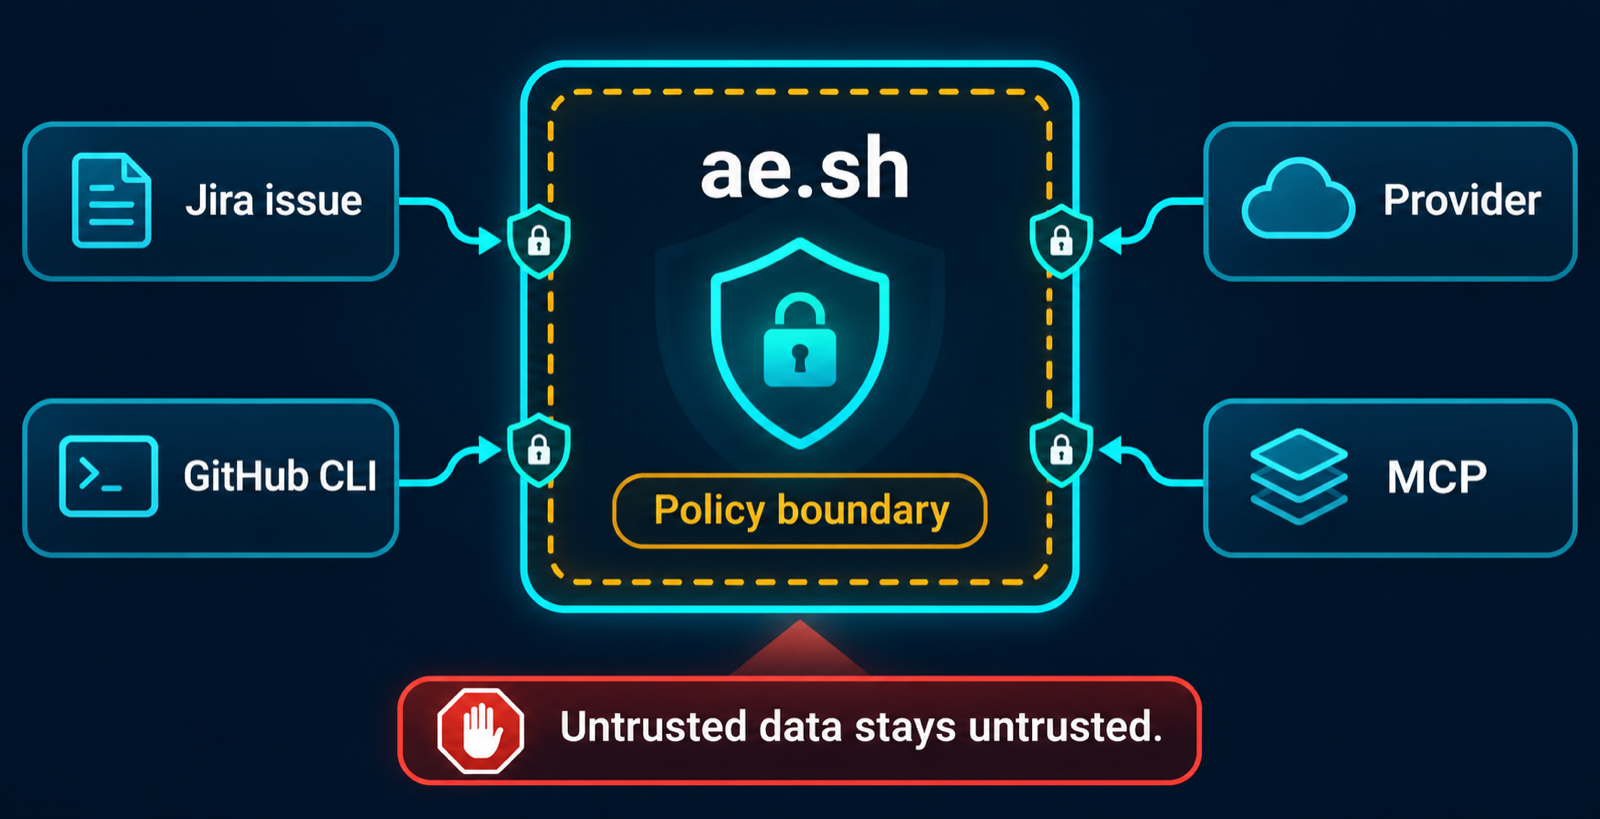 ae.sh
Jira issue
Provider
GitHub CLI
MCP
Policy boundary
Untrusted data stays untrusted.